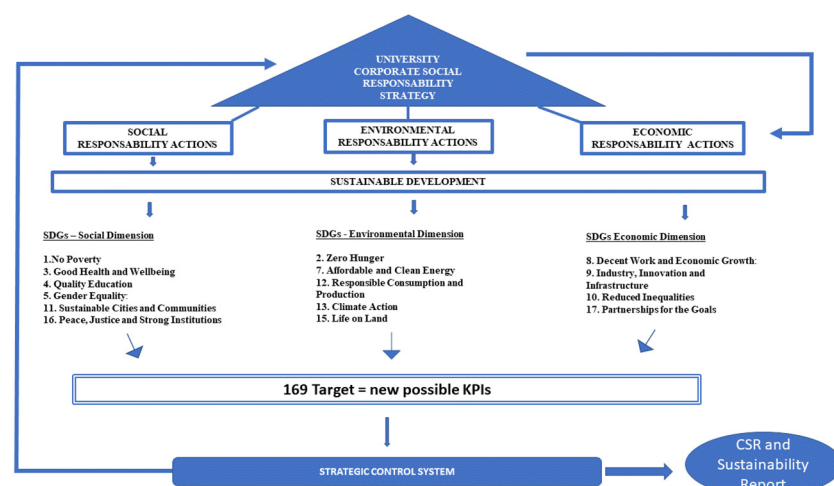 UNIVERSITY
CORPORATE SOCIAL
RESPONSABILITY
STRATEGY
SOCIAL
RESPONSABILITY ACTIONS
ENVIRONMENTAL
RESPONSABILITY ACTIONS
ECONOMIC
RESPONSABILITY ACTIONS
SUSTAINABLE DEVELOPMENT
SDGs – Social Dimension
1.No Poverty
3. Good Health and Wellbeing
4. Quality Education
5. Gender Equality:
11. Sustainable Cities and Communities
16. Peace, Justice and Strong Institutions
SDGs - Environmental Dimension
2. Zero Hunger
7. Affordable and Clean Energy
12. Responsible Consumption and
Production
13. Climate Action
15. Life on Land
SDGs Economic Dimension
8. Decent Work and Economic Growth:
9. Industry, Innovation and
Infrastructure
10. Reduced Inequalities
17. Partnerships for the Goals
169 Target = new possible KPIs
STRATEGIC CONTROL SYSTEM
CSR and
Sustainability
Report